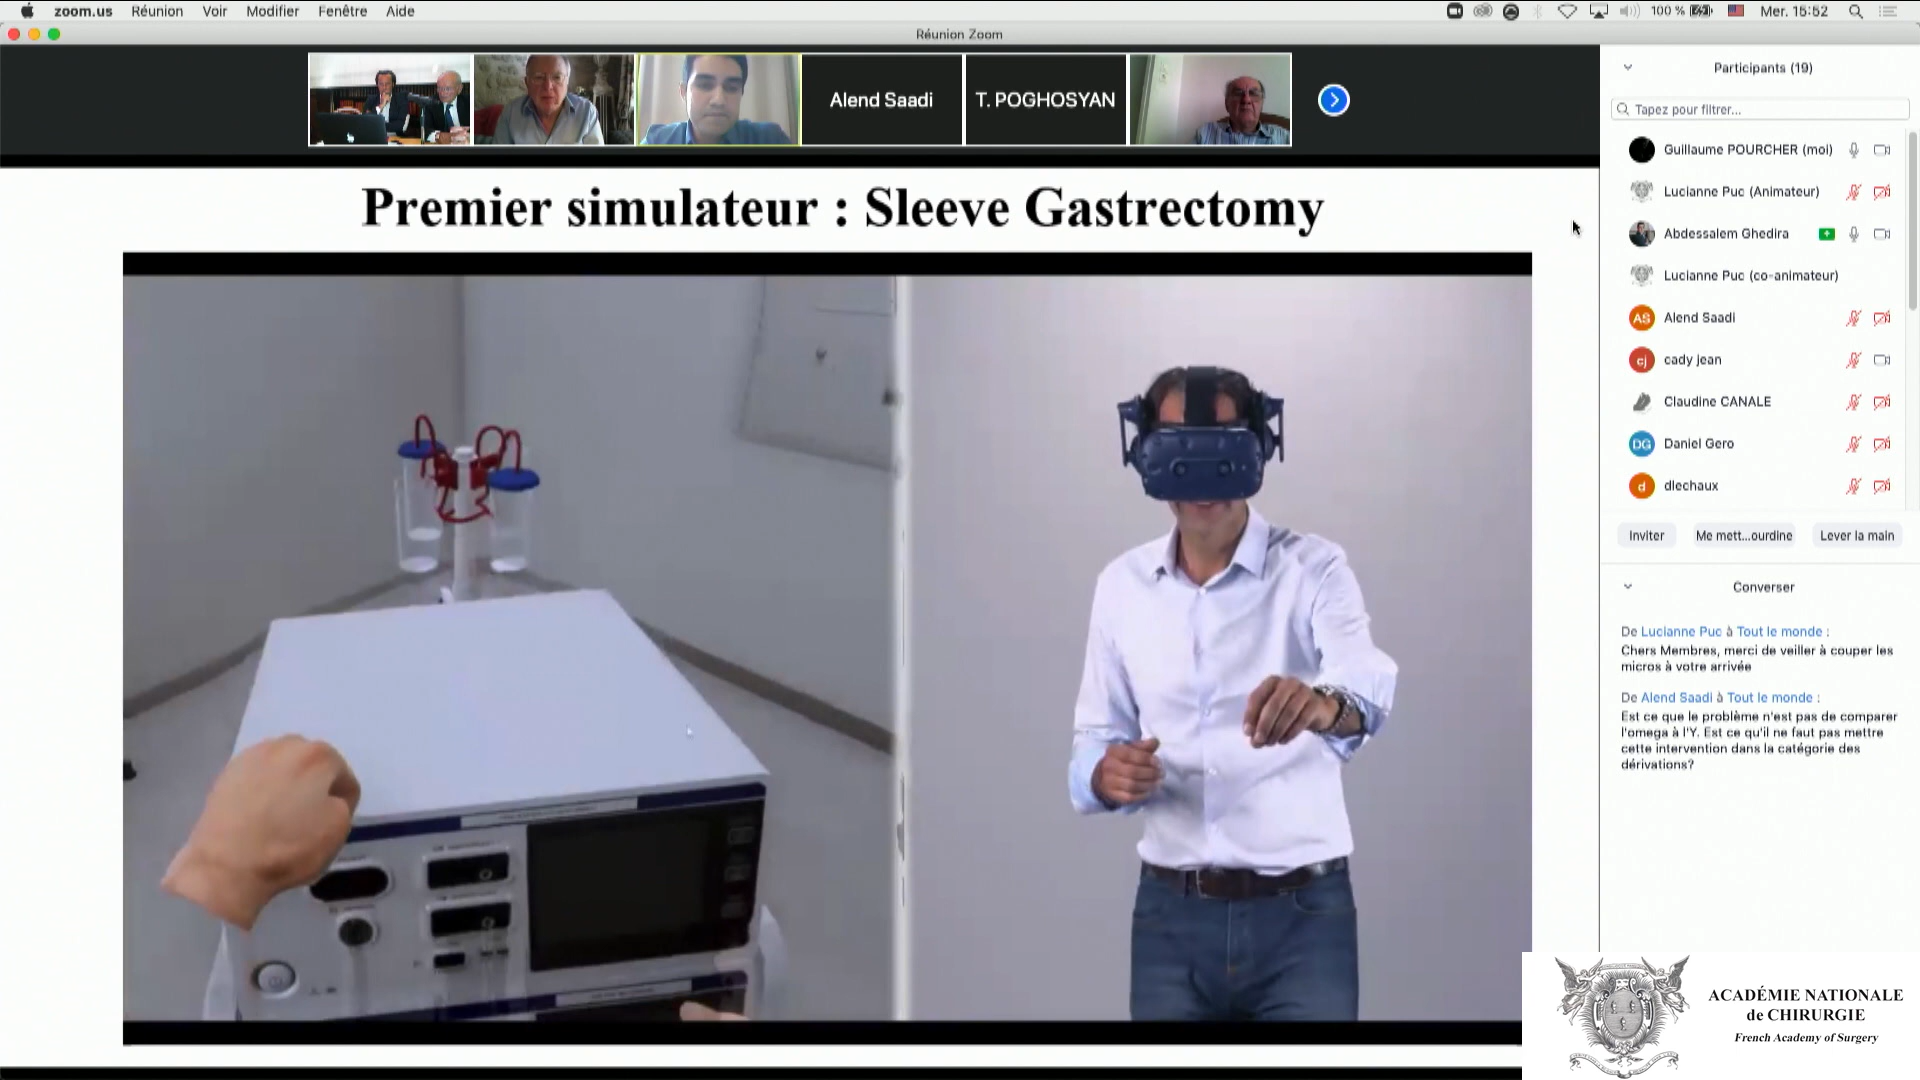 zoom.us Réunion Voir Modifier Fenêtre Aide
100 % Mer. 15:52
Réunion Zoom
Alend Saadi
T. POGHOSYAN
Premier simulateur : Sleeve Gastrectomy
Participants (19)
Tapez pour filtrer...
Guillaume POURCHER (moi)
Lucianne Puc (Animateur)
Abdessalem Ghedira
Lucianne Puc (co-animateur)
AS Alend Saadi
cj cady jean
Claudine CANALE
DG Daniel Gero
d dlechaux
Inviter Me mett...ourdine Lever la main
Converser
De Lucianne Puc à Tout le monde :
Chers Membres, merci de veiller à couper les
micros à votre arrivée
De Alend Saadi à Tout le monde :
Est ce que le problème n'est pas de comparer
l'omega à l'Y. Est ce qu'il ne faut pas mettre
cette intervention dans la catégorie des
dérivations?
ACADÉMIE NATIONALE
de CHIRURGIE
French Academy of Surgery